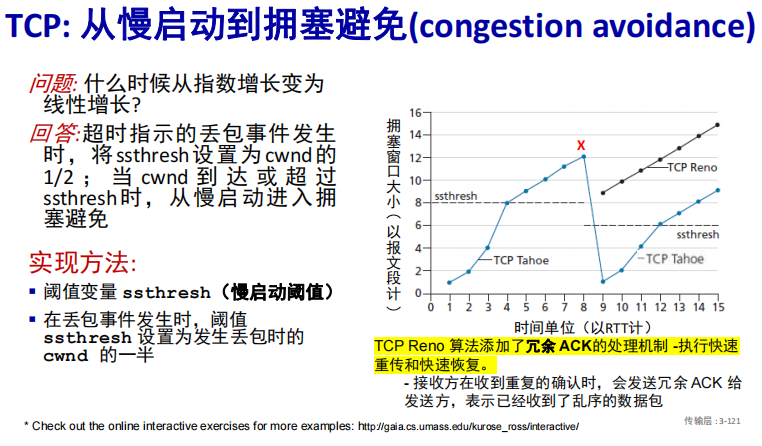 TCP: 从慢启动到拥塞避免(congestion avoidance)
问题: 什么时候从指数增长变为
线性增长?
回答:超时指示的丢包事件发生
时，将ssthresh设置为cwnd的
1/2 ；当 cwnd 到达或超过
ssthresh时，从慢启动进入拥
塞避免
实现方法:
▪ 阈值变量 ssthresh（慢启动阈值）
▪ 在丢包事件发生时，阈值
ssthresh 设置为发生丢包时的
cwnd 的一半
拥塞窗口大小（以报文段计）
16
14
12
10
8
6
4
2
0
X
ssthresh
TCP Reno
ssthresh
TCP Tahoe
TCP Tahoe
0 1 2 3 4 5 6 7 8 9 10 11 12 13 14 15
时间单位（以RTT计）
TCP Reno 算法添加了冗余 ACK的处理机制 -执行快速
重传和快速恢复。
- 接收方在收到重复的确认时，会发送冗余 ACK 给
发送方，表示已经收到了乱序的数据包
传输层：3-121
* Check out the online interactive exercises for more examples: http://gaia.cs.umass.edu/kurose_ross/interactive/